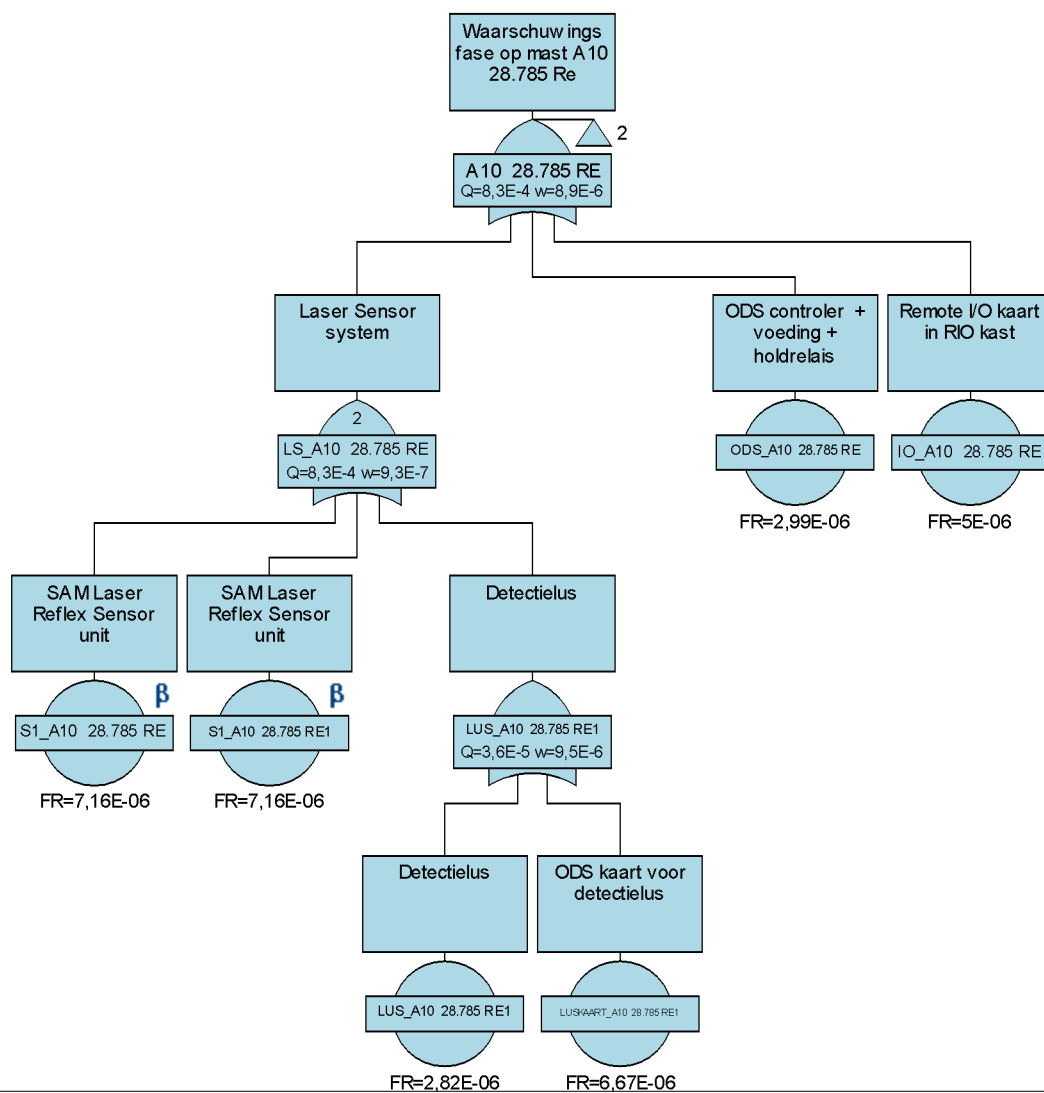 Waarschuwings
fase op mast A10
28.785 Re
2
A10 28.785 RE
Q=8,3E-4 w=8,9E-6
Laser Sensor
system
ODS controler +
voeding +
holdrelais
Remote I/O kaart
in RIO kast
2
LS_A10 28.785 RE
Q=8,3E-4 w=9,3E-7
ODS_A10 28.785 RE
IO_A10 28.785 RE
FR=2,99E-06
FR=5E-06
SAM Laser
Reflex Sensor
unit
SAM Laser
Reflex Sensor
unit
Detectielus
β
β
S1_A10 28.785 RE
S1_A10 28.785 RE1
LUS_A10 28.785 RE1
Q=3,6E-5 w=9,5E-6
FR=7,16E-06
FR=7,16E-06
Detectielus
ODS kaart voor
detectielus
LUS_A10 28.785 RE1
LUSKAART_A10 28.785 RE1
FR=2,82E-06
FR=6,67E-06